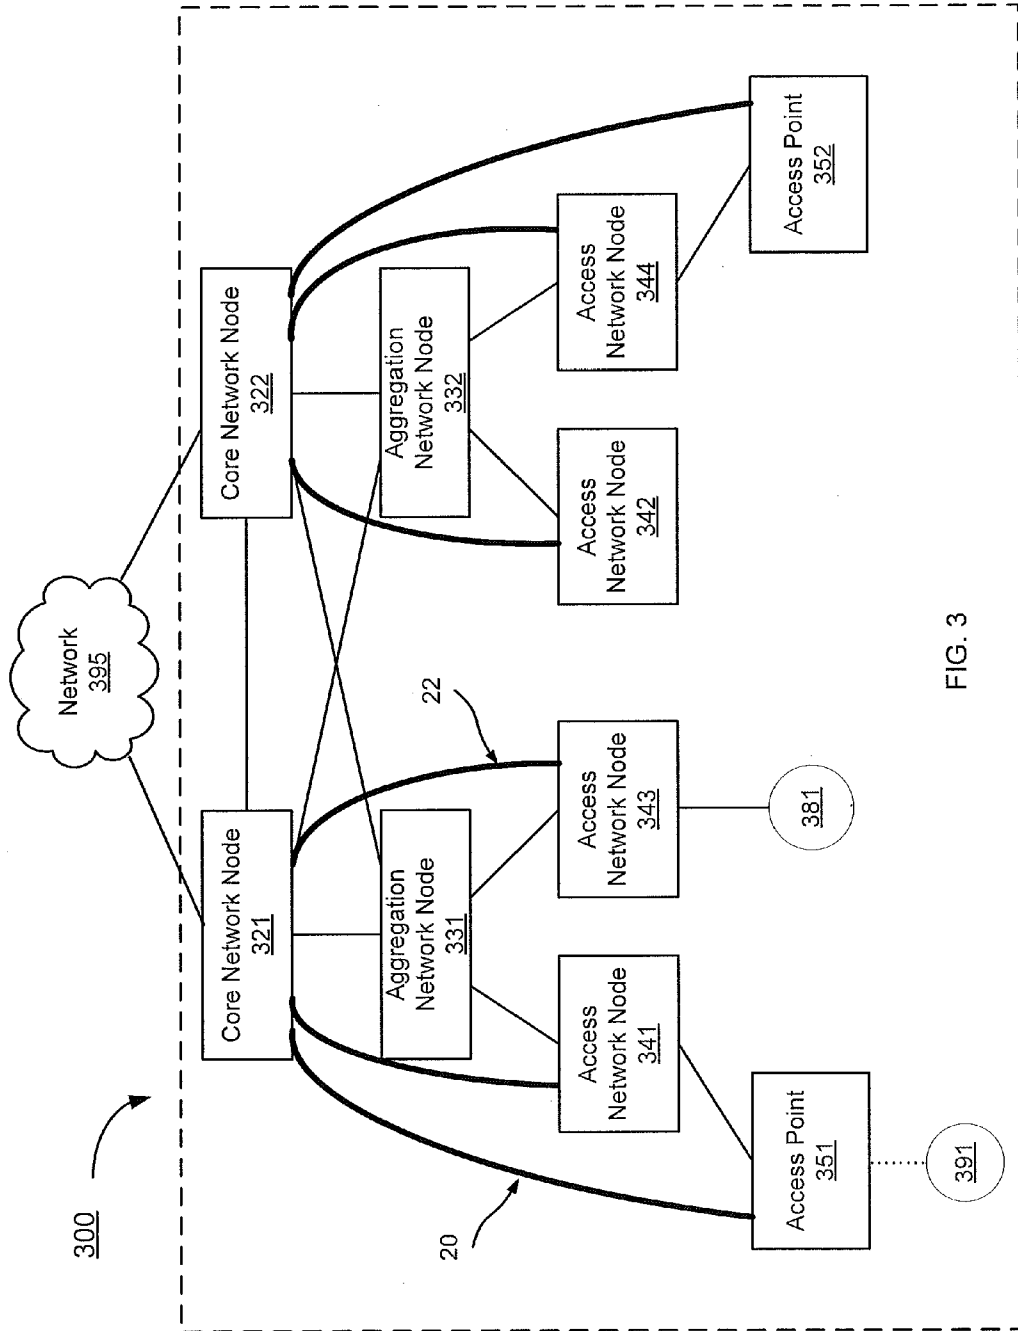 300
Network
395
Core Network Node
321
Core Network Node
322
Aggregation
Network Node
331
Aggregation
Network Node
332
20
22
Access
Network Node
341
Access
Network Node
343
Access
Network Node
342
Access
Network Node
344
Access Point
351
381
Access Point
352
391
FIG. 3